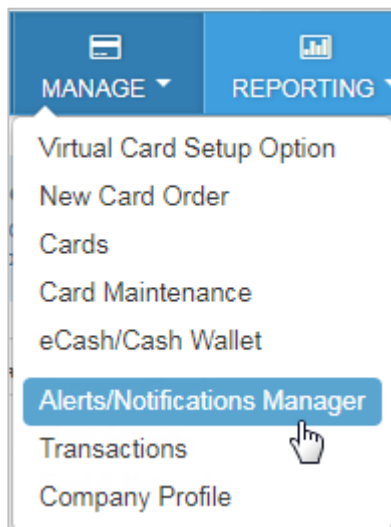 MANAGE REPORTING
Virtual Card Setup Option
New Card Order
Cards
Card Maintenance
eCash/Cash Wallet
Alerts/Notifications Manager
Transactions
Company Profile